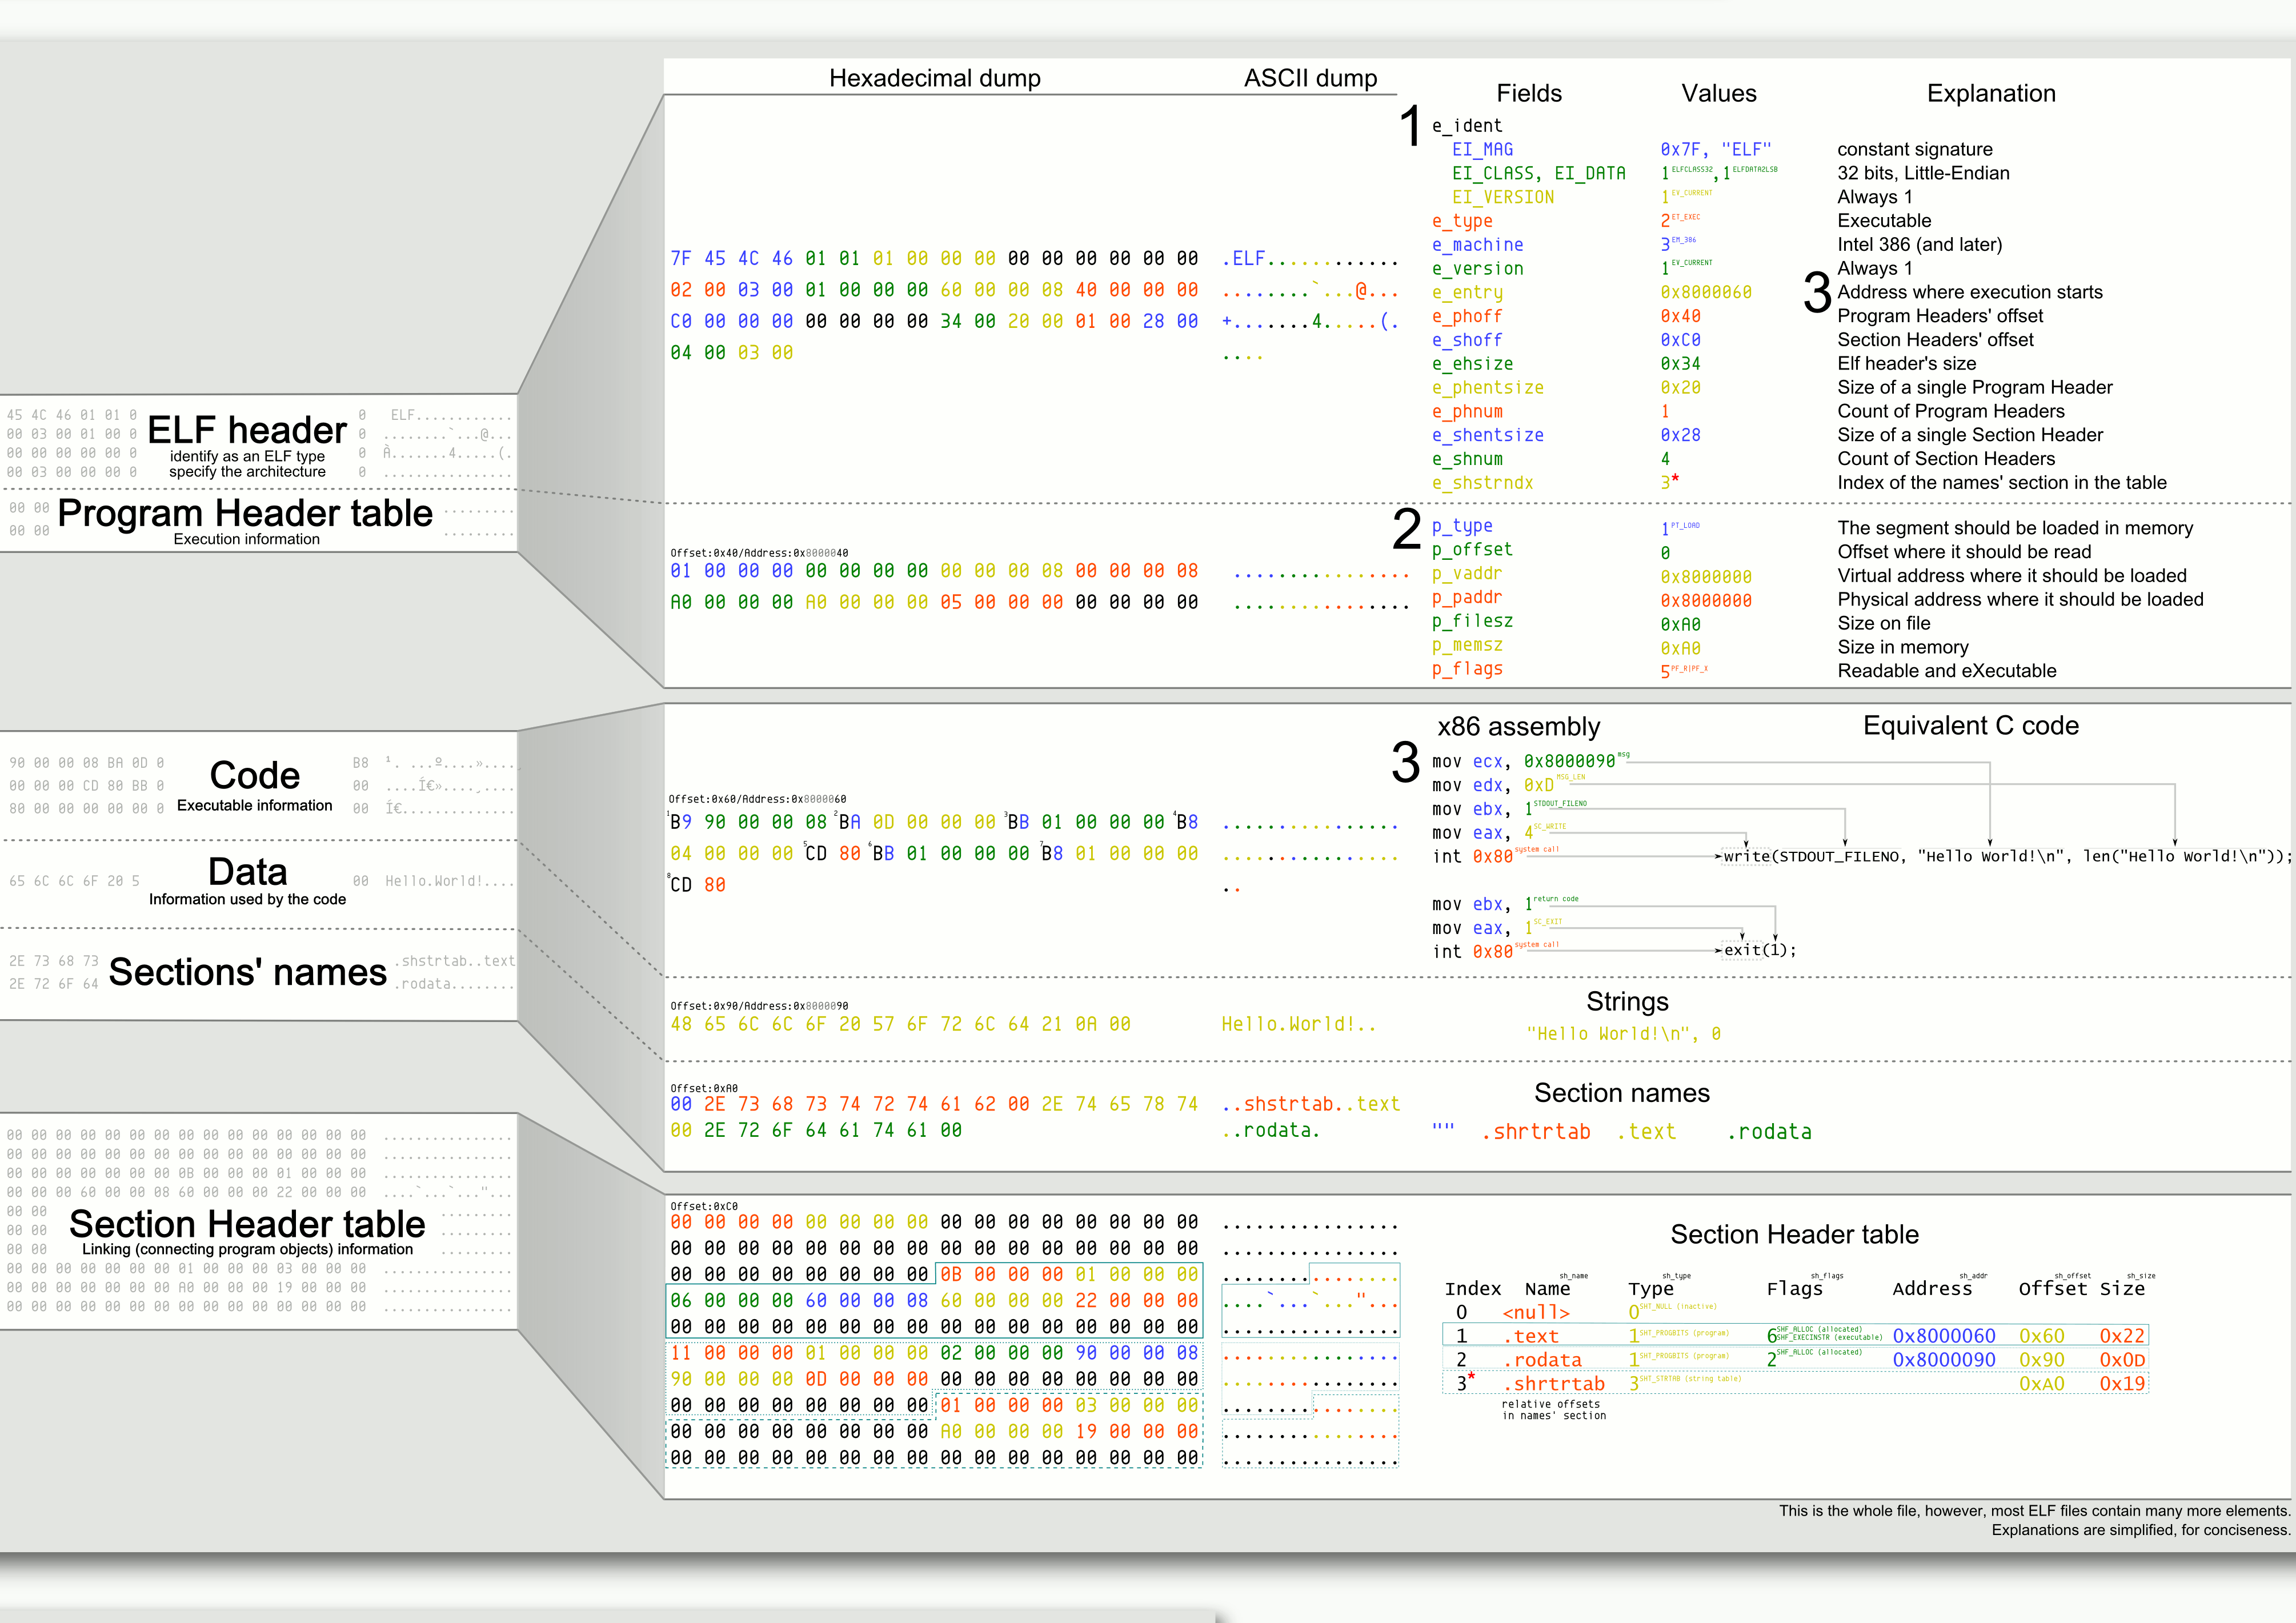 Hexadecimal dump
ASCII dump
Fields Values Explanation
1
e_ident
EI_MAG 0x7F, "ELF" constant signature
EI_CLASS, EI_DATA 1 ELFCLASS32, 1 ELFDATA2LSB 32 bits, Little-Endian
EI_VERSION 1 EV_CURRENT Always 1
e_type 2 ET_EXEC Executable
e_machine 3 EM_386 Intel 386 (and later)
e_version 1 EV_CURRENT Always 1
3
e_entry 0x8000060 Address where execution starts
e_phoff 0x40 Program Headers' offset
e_shoff 0xC0 Section Headers' offset
e_ehsize 0x34 Elf header's size
e_phentsize 0x20 Size of a single Program Header
e_phnum 1 Count of Program Headers
e_shentsize 0x28 Size of a single Section Header
e_shnum 4 Count of Section Headers
e_shstrndx 3* Index of the names' section in the table
7F 45 4C 46 01 01 01 00 00 00 00 00 00 00 00 00 .ELF............
02 00 03 00 01 00 00 00 60 00 00 08 40 00 00 00 ........`...@...
C0 00 00 00 00 00 00 00 34 00 20 00 01 00 28 00 +.......4.....(.
04 00 03 00 ....
45 4C 46 01 01 0 0 ELF............
00 03 00 01 00 0 0 ........`...@...
00 00 00 00 00 0 0 À.......4.....(.
00 03 00 00 00 0 0 ................
ELF header
identify as an ELF type
specify the architecture
00 00 ........
00 00 .........
Program Header table
Execution information
2
p_type 1 PT_LOAD The segment should be loaded in memory
p_offset 0 Offset where it should be read
p_vaddr 0x8000000 Virtual address where it should be loaded
p_paddr 0x8000000 Physical address where it should be loaded
p_filesz 0xA0 Size on file
p_memsz 0xA0 Size in memory
p_flags 5 PF_R|PF_X Readable and eXecutable
Offset:0x40/Address:0x8000040
01 00 00 00 00 00 00 00 00 00 00 08 00 00 00 08 ................
A0 00 00 00 A0 00 00 00 05 00 00 00 00 00 00 00 ................
90 00 00 08 BA 0D 0 B8 ¹. ...º....»....
00 00 00 CD 80 BB 0 00 ....Í€»....¸....
80 00 00 00 00 00 0 00 Í€..............
Code
Executable information
65 6C 6C 6F 20 5 00 Hello.World!....
Data
Information used by the code
2E 73 68 73 .shstrtab..text
2E 72 6F 64 .rodata........
Sections' names
x86 assembly Equivalent C code
3
mov ecx, 0x8000090 msg
mov edx, 0xD MSG_LEN
mov ebx, 1 STDOUT_FILENO
mov eax, 4 SC_WRITE
int 0x80 system call write(STDOUT_FILENO, "Hello World!\n", len("Hello World!\n"));
mov ebx, 1 return code
mov eax, 1 SC_EXIT
int 0x80 system call exit(1);
Offset:0x60/Address:0x8000060
1 B9 90 00 00 08 2 BA 0D 00 00 00 3 BB 01 00 00 00 4 B8 ................
04 00 00 00 5 CD 80 6 BB 01 00 00 00 7 B8 01 00 00 00 ................
8 CD 80 ..
Offset:0x90/Address:0x8000090
48 65 6C 6C 6F 20 57 6F 72 6C 64 21 0A 00 Hello.World!..
Strings
"Hello World!\n", 0
Offset:0xA0
00 2E 73 68 73 74 72 74 61 62 00 2E 74 65 78 74 ..shstrtab..text
00 2E 72 6F 64 61 74 61 00 ..rodata.
Section names
"" .shrtrtab .text .rodata
00 00 00 00 00 00 00 00 00 00 00 00 00 00 00 00 ................
00 00 00 00 00 00 00 00 00 00 00 00 00 00 00 00 ................
00 00 00 00 00 00 00 00 0B 00 00 00 01 00 00 00 ................
00 00 00 60 00 00 08 60 00 00 00 22 00 00 00 ....`...`..."...
00 00 ........
00 00 ........
00 00 ........
00 00 00 00 00 00 00 00 01 00 00 00 03 00 00 00 ................
00 00 00 00 00 00 00 00 A0 00 00 00 19 00 00 00 ................
00 00 00 00 00 00 00 00 00 00 00 00 00 00 00 00 ................
Section Header table
Linking (connecting program objects) information
Offset:0xC0
00 00 00 00 00 00 00 00 00 00 00 00 00 00 00 00 ................
00 00 00 00 00 00 00 00 00 00 00 00 00 00 00 00 ................
00 00 00 00 00 00 00 00 0B 00 00 00 01 00 00 00 ................
06 00 00 00 60 00 00 08 60 00 00 00 22 00 00 00 ....`...`..."...
00 00 00 00 00 00 00 00 00 00 00 00 00 00 00 00 ................
11 00 00 00 01 00 00 00 02 00 00 00 90 00 00 08 ................
90 00 00 00 0D 00 00 00 00 00 00 00 00 00 00 00 ................
00 00 00 00 00 00 00 00 01 00 00 00 03 00 00 00 ................
00 00 00 00 00 00 00 00 A0 00 00 00 19 00 00 00 ................
00 00 00 00 00 00 00 00 00 00 00 00 00 00 00 00 ................
Section Header table
sh_name sh_type sh_flags sh_addr sh_offset sh_size
Index Name Type Flags Address Offset Size
0 <null> 0 SHT_NULL (inactive)
1 .text 1 SHT_PROGBITS (program) 6 SHF_ALLOC (allocated) SHF_EXECINSTR (executable) 0x8000060 0x60 0x22
2 .rodata 1 SHT_PROGBITS (program) 2 SHF_ALLOC (allocated) 0x8000090 0x90 0x0D
3* .shrtrtab 3 SHT_STRTAB (string table) 0xA0 0x19
relative offsets
in names' section
This is the whole file, however, most ELF files contain many more elements.
Explanations are simplified, for conciseness.